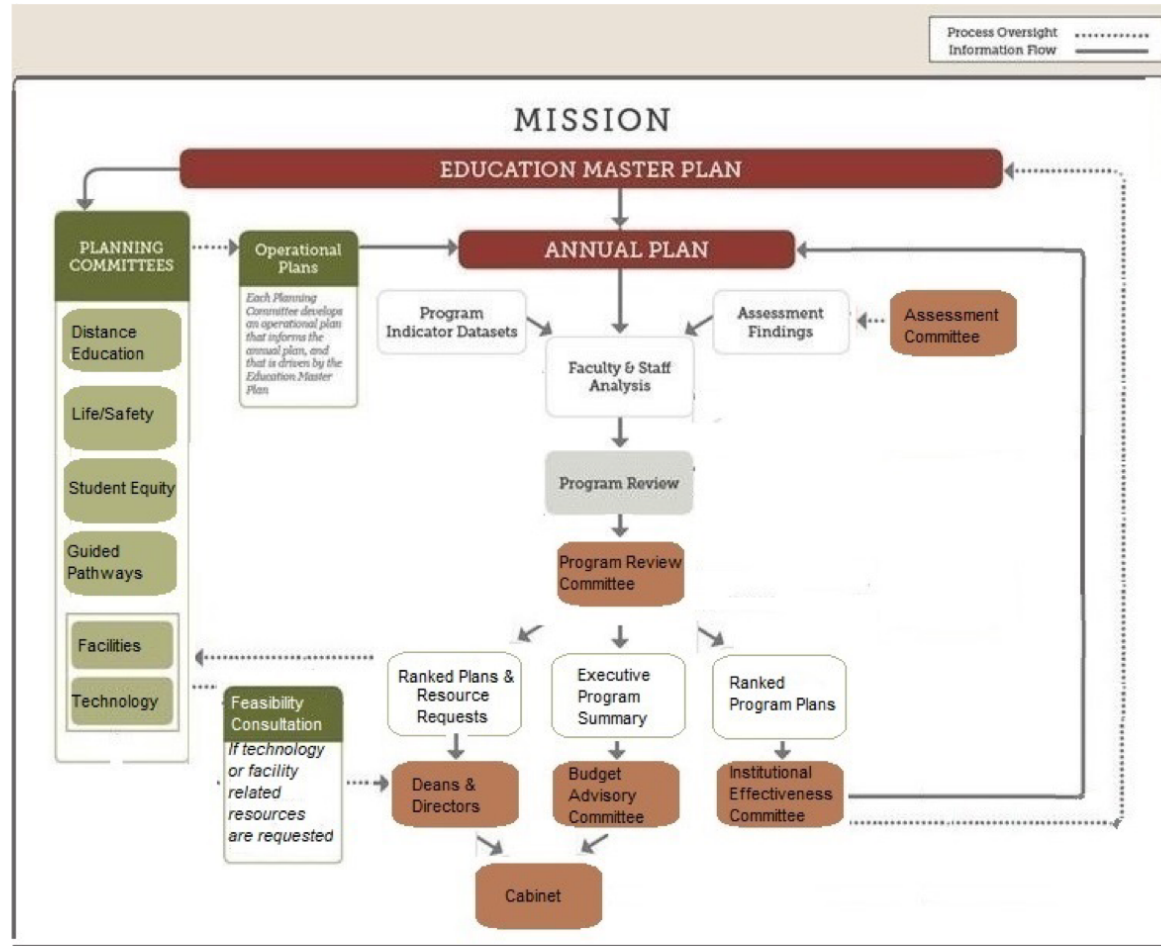 Process Oversight
Information Flow
MISSION
EDUCATION MASTER PLAN
PLANNING
COMMITTEES
Distance
Education
Life/Safety
Student Equity
Guided
Pathways
Facilities
Technology
Operational
Plans
Each Planning
Committee develops
an operational plan
that informs the
annual plan, and
that is driven by the
Education Master
Plan
ANNUAL PLAN
Program
Indicator Datasets
Assessment
Findings
Assessment
Committee
Faculty & Staff
Analysis
Program Review
Program Review
Committee
Ranked Plans &
Resource
Requests
Executive
Program
Summary
Ranked
Program Plans
Feasibility
Consultation
If technology
or facility
related
resources
are requested
Deans &
Directors
Budget
Advisory
Committee
Institutional
Effectiveness
Committee
Cabinet